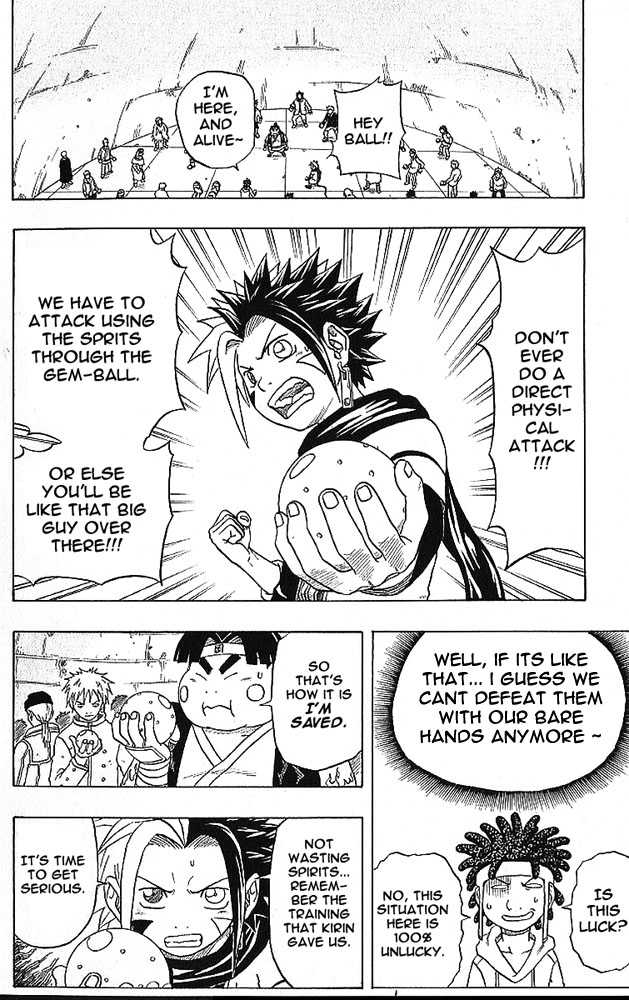 HEY
BALL!!
I'M
HERE,
AND
ALIVE~
DON'T
EVER
DO A
DIRECT
PHYSI-
CAL
ATTACK
!!!
WE HAVE TO
ATTACK USING
THE SPRITS
THROUGH THE
GEM-BALL.
OR ELSE
YOU'LL BE
LIKE THAT BIG
GUY OVER
THERE!!!
WELL, IF ITS LIKE
THAT... I GUESS WE
CANT DEFEAT THEM
WITH OUR BARE
HANDS ANYMORE ~
IS
THIS
LUCK?
NO, THIS
SITUATION
HERE IS
100%
UNLUCKY.
SO
THAT'S
HOW IT IS
I'M
SAVED.
NOT
WASTING
SPIRITS...
REMEM-
BER THE
TRAINING
THAT KIRIN
GAVE US.
IT'S TIME
TO GET
SERIOUS.